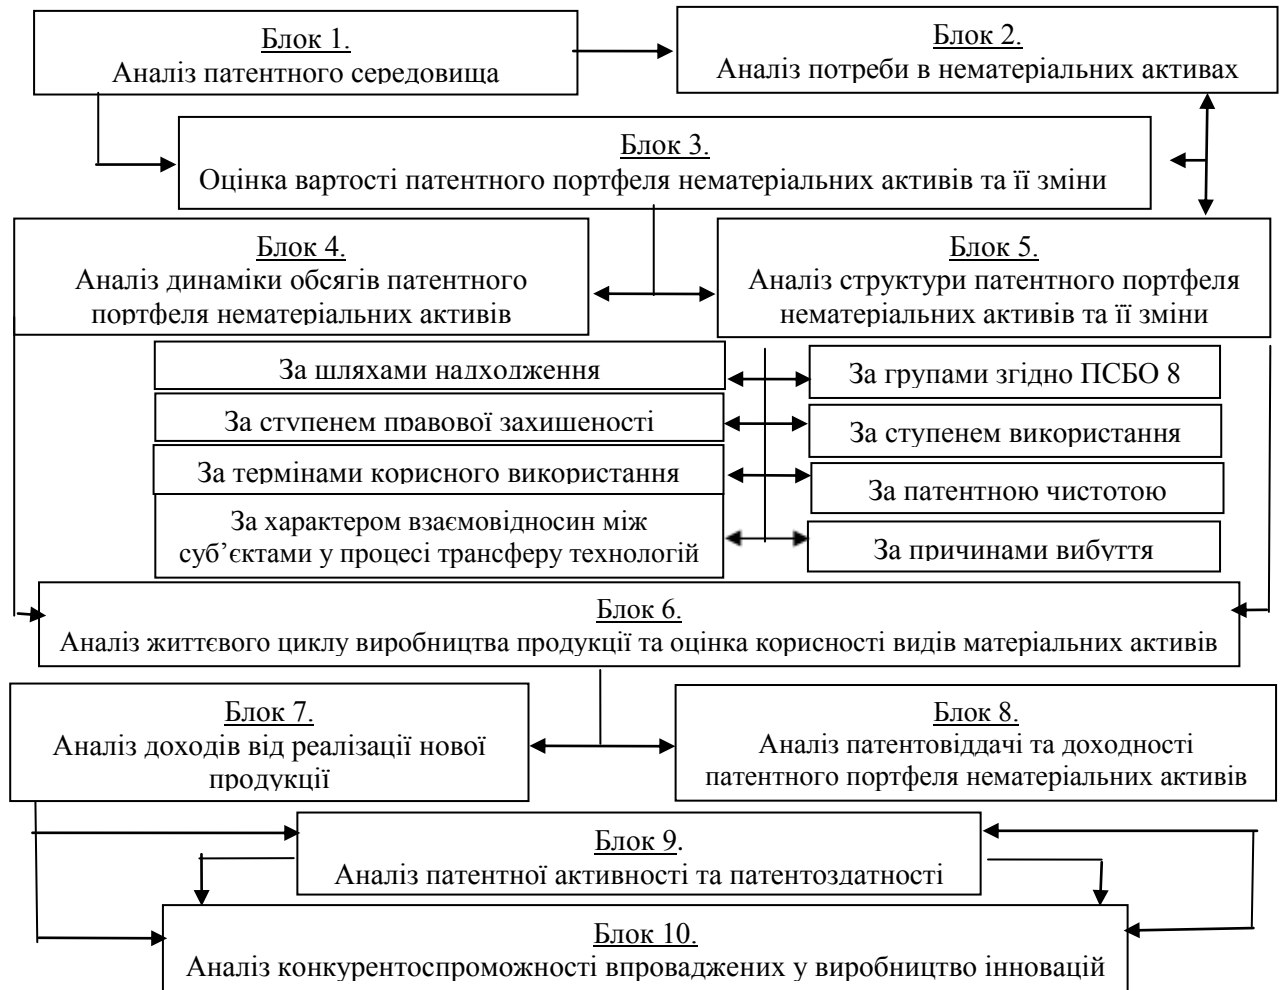 Блок 1.
Аналіз патентного середовища
Блок 2.
Аналіз потреби в нематеріальних активах
Блок 3.
Оцінка вартості патентного портфеля нематеріальних активів та її зміни
Блок 4.
Аналіз динаміки обсягів патентного
портфеля нематеріальних активів
Блок 5.
Аналіз структури патентного портфеля
нематеріальних активів та її зміни
За шляхами надходження
За групами згідно ПСБО 8
За ступенем правової захищеності
За ступенем використання
За термінами корисного використання
За патентною чистотою
За характером взаємовідносин між
суб’єктами у процесі трансферу технологій
За причинами вибуття
Блок 6.
Аналіз життєвого циклу виробництва продукції та оцінка корисності видів матеріальних активів
Блок 7.
Аналіз доходів від реалізації нової
продукції
Блок 8.
Аналіз патентовіддачі та доходності
патентного портфеля нематеріальних активів
Блок 9.
Аналіз патентної активності та патентоздатності
Блок 10.
Аналіз конкурентоспроможності впроваджених у виробництво інновацій